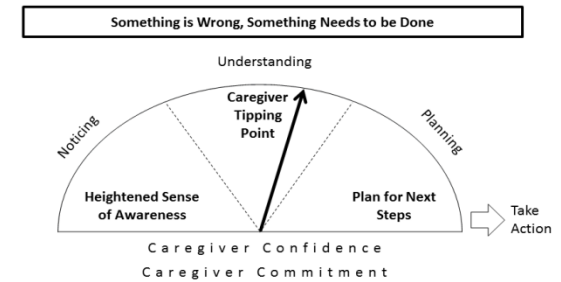 Something is Wrong, Something Needs to be Done
Understanding
Noticing
Planning
Caregiver
Tipping
Point
Heightened Sense
of Awareness
Plan for Next
Steps
Take
Action
Caregiver Confidence
Caregiver Commitment